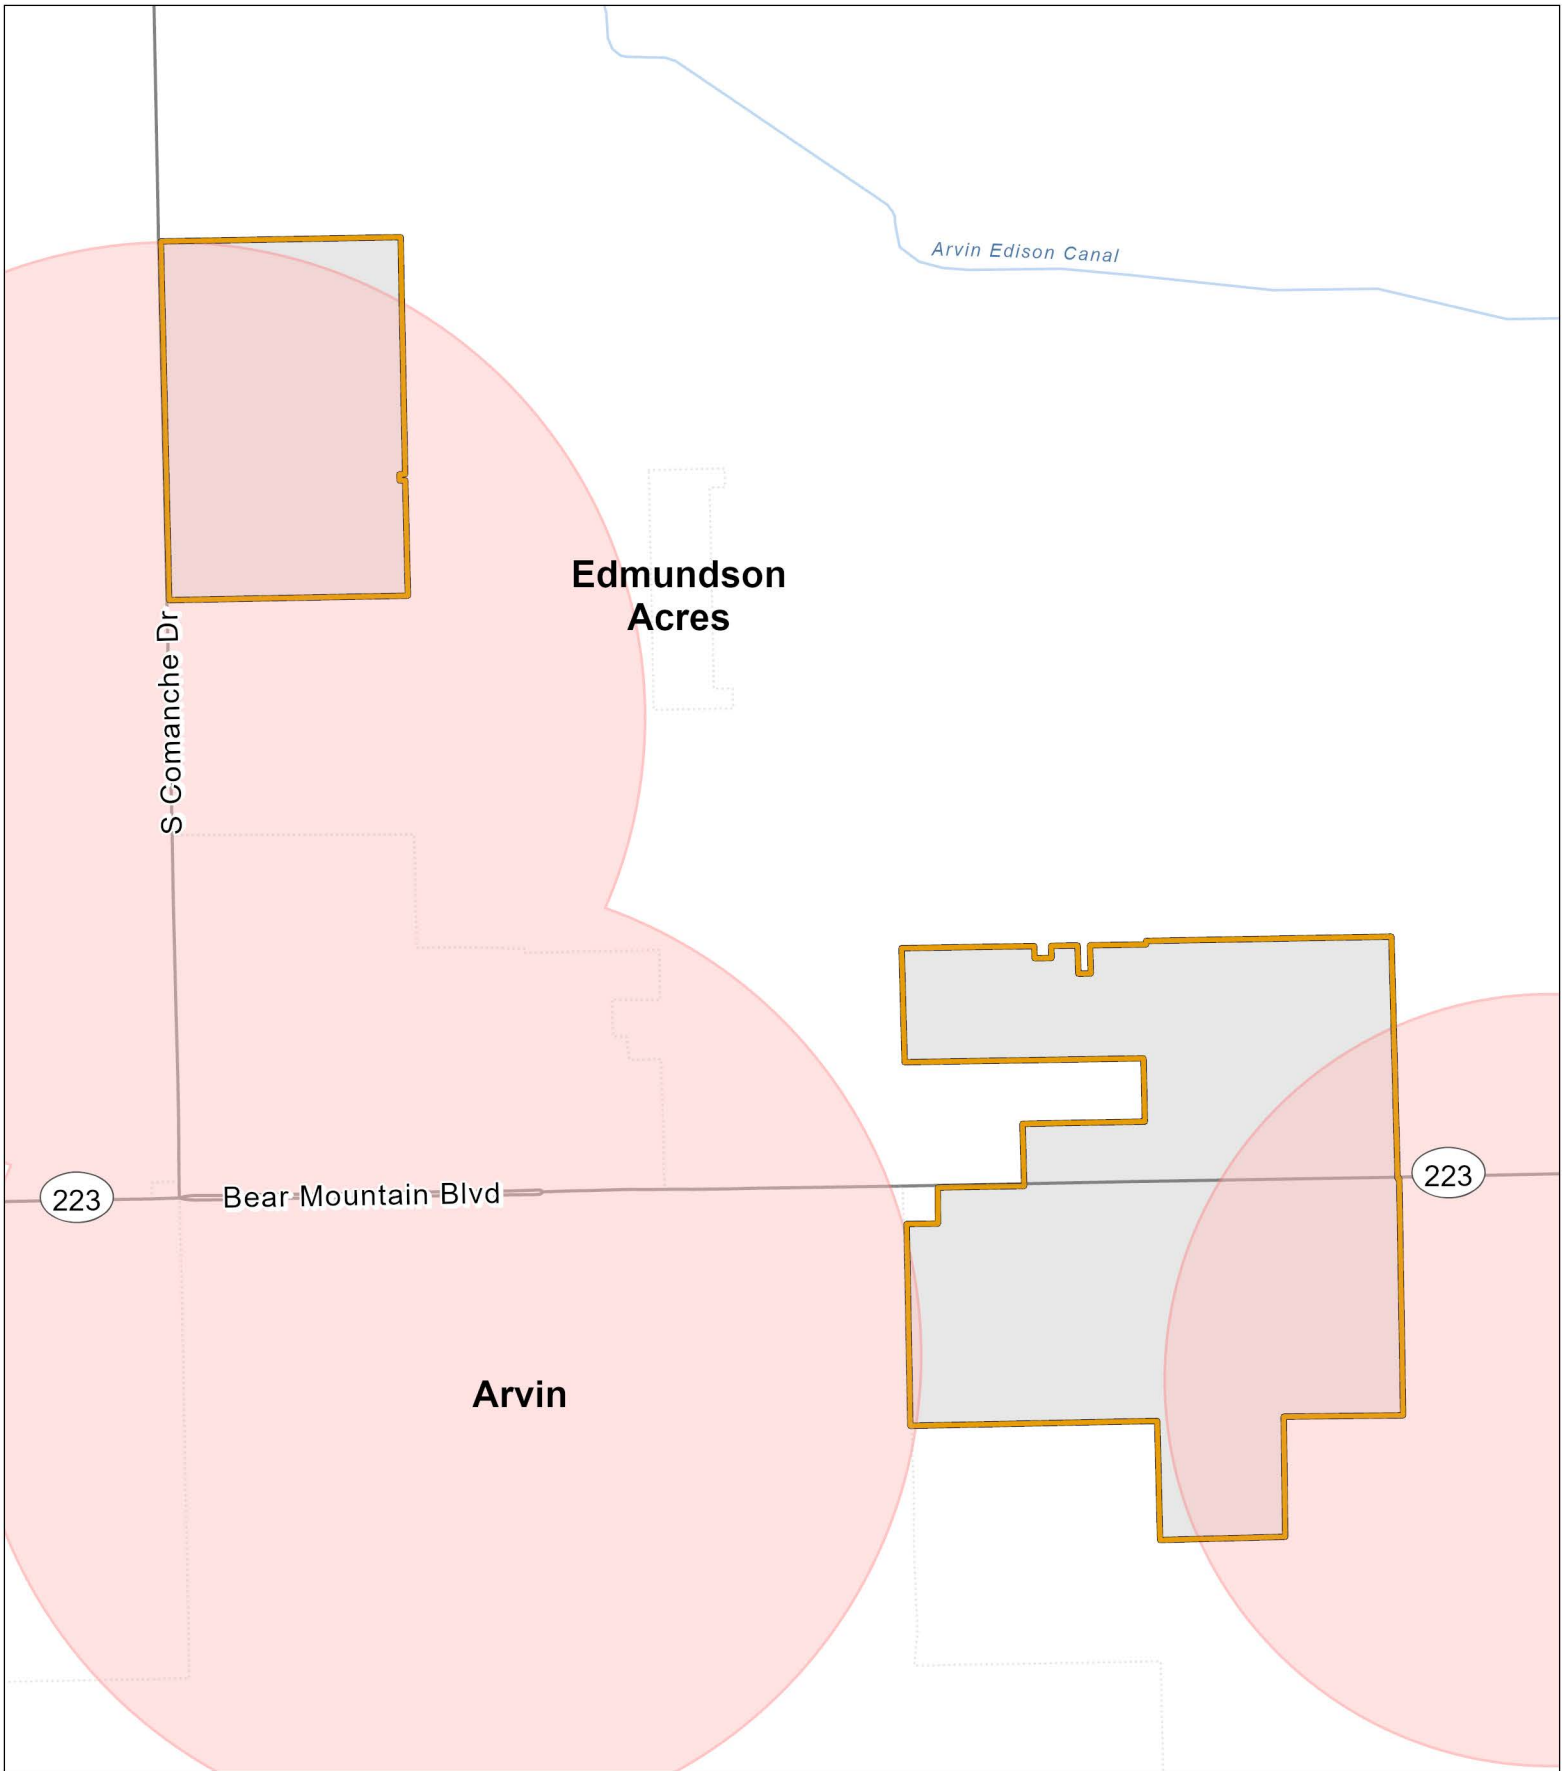 Arvin Edison Canal
Edmundson
Acres
S Comanche Dr
223
Bear Mountain Blvd
223
Arvin